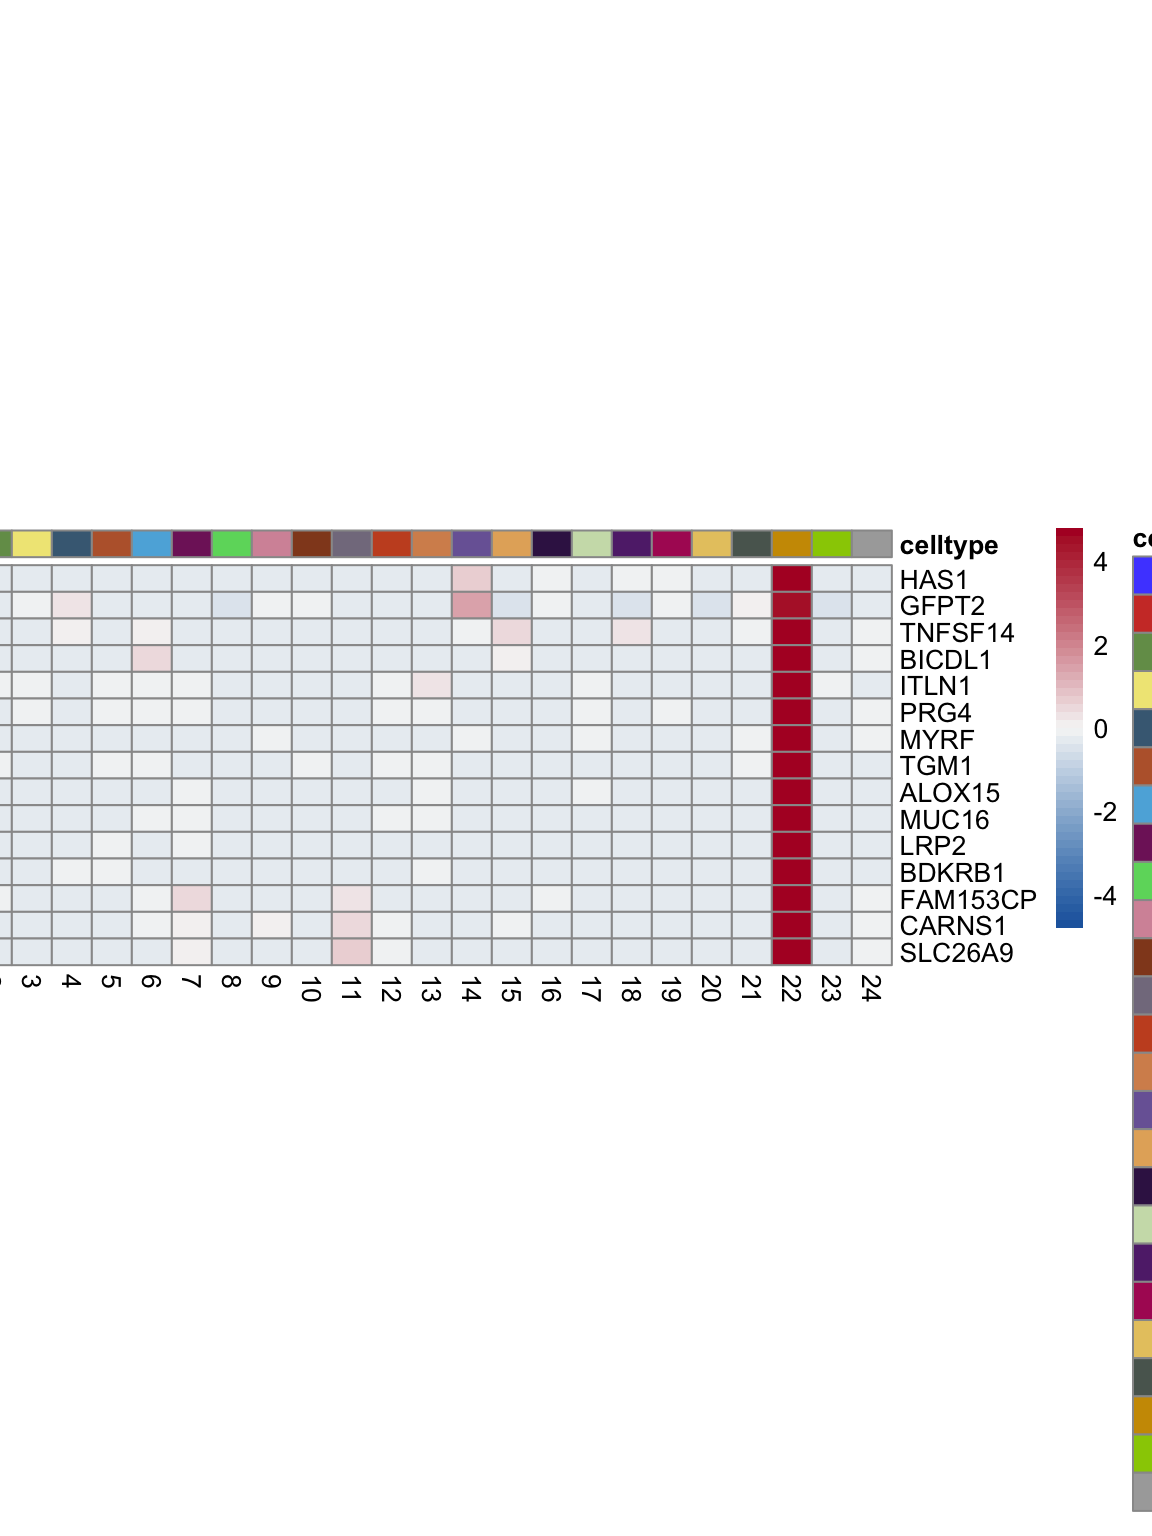 celltype
HAS1
GFPT2
TNFSF14
BICDL1
ITLN1
PRG4
MYRF
TGM1
ALOX15
MUC16
LRP2
BDKRB1
FAM153CP
CARNS1
SLC26A9
3 4 5 6 7 8 9 10 11 12 13 14 15 16 17 18 19 20 21 22 23 24
4
2
0
-2
-4